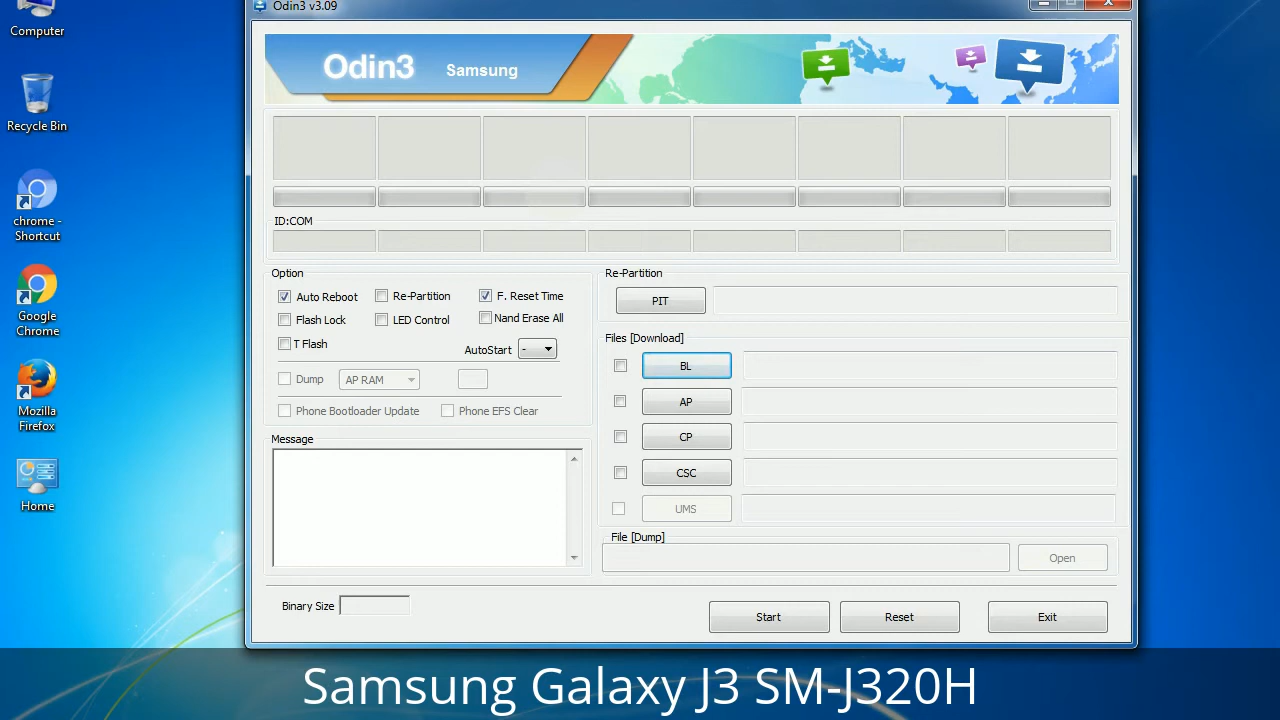 Computer
Recycle Bin
chrome -
Shortcut
Google
Chrome
Mozilla
Firefox
Home
Odin3 v3.09
Odin3 Samsung
ID:COM
Option
Auto Reboot
Re-Partition
F. Reset Time
Flash Lock
LED Control
Nand Erase All
T Flash
AutoStart -
Dump
AP RAM
Phone Bootloader Update
Phone EFS Clear
Message
Re-Partition
PIT
Files [Download]
BL
AP
CP
CSC
UMS
File [Dump]
Open
Binary Size
Start
Reset
Exit
Samsung Galaxy J3 SM-J320H